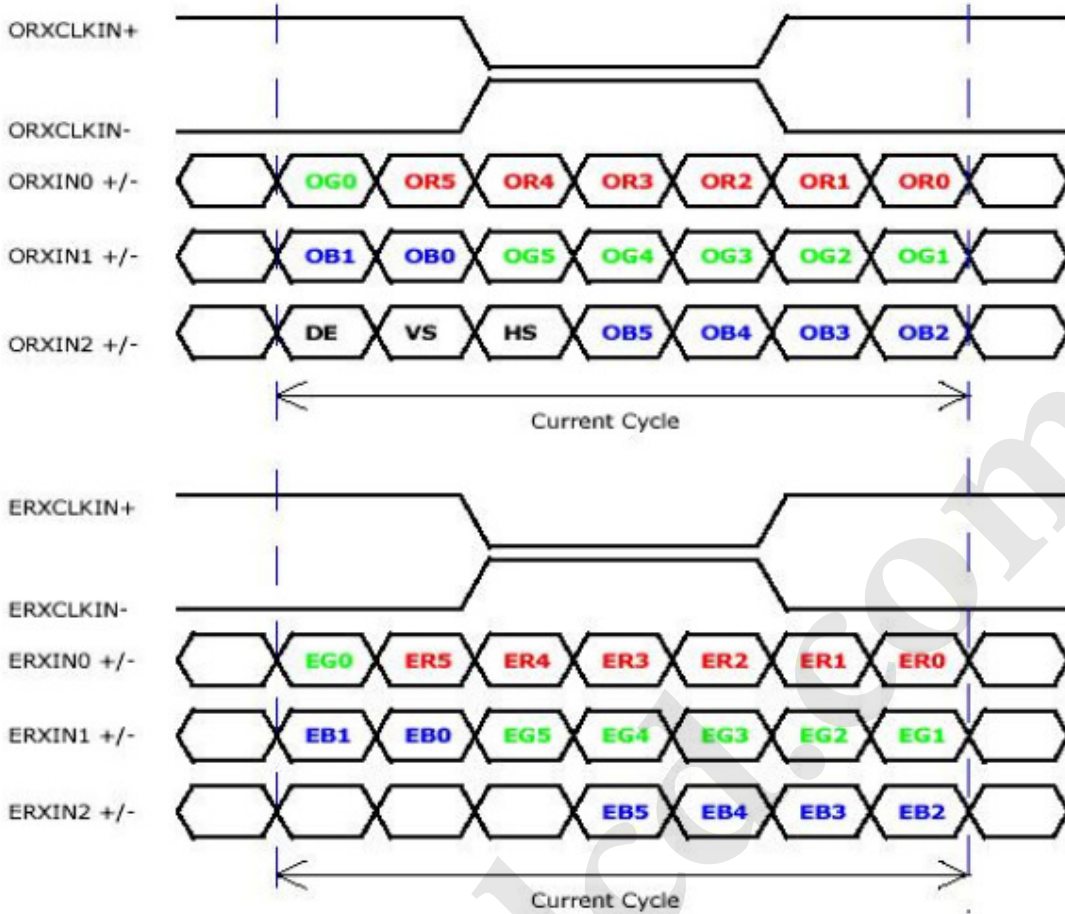 ORXCLKIN+
ORXCLKIN-
ORXIN0 +/- OG0 OR5 OR4 OR3 OR2 OR1 OR0
ORXIN1 +/- OB1 OB0 OG5 OG4 OG3 OG2 OG1
ORXIN2 +/- DE VS HS OB5 OB4 OB3 OB2
Current Cycle
ERXCLKIN+
ERXCLKIN-
ERXIN0 +/- EG0 ER5 ER4 ER3 ER2 ER1 ER0
ERXIN1 +/- EB1 EB0 EG5 EG4 EG3 EG2 EG1
ERXIN2 +/- EB5 EB4 EB3 EB2
Current Cycle
lcd.com